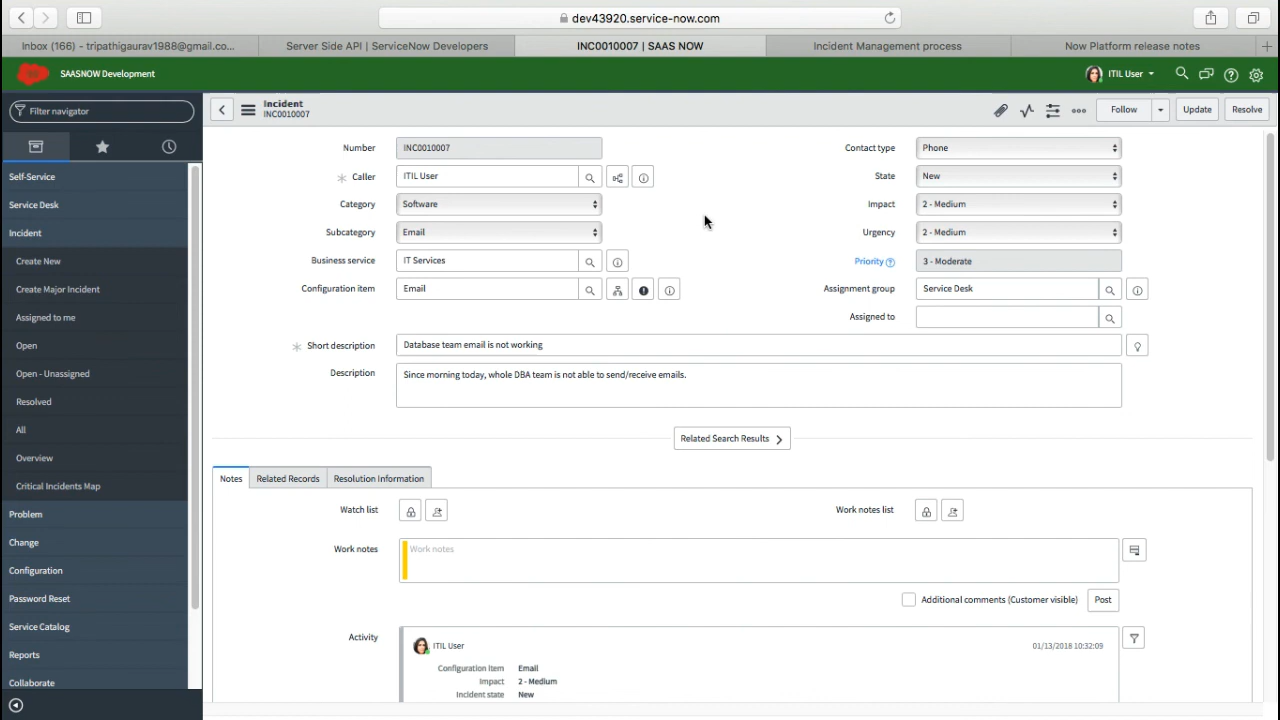 dev43920.service-now.com
Inbox (166) - tripathigaurav1988@gmail.co...
Server Side API | ServiceNow Developers
INC0010007 | SAAS NOW
Incident Management process
Now Platform release notes
SAASNOW Development
ITIL User
Filter navigator
Incident
INC0010007
Follow
Update
Resolve
Self-Service
Service Desk
Incident
Create New
Create Major Incident
Assigned to me
Open
Open - Unassigned
Resolved
All
Overview
Critical Incidents Map
Problem
Change
Configuration
Password Reset
Service Catalog
Reports
Collaborate
Number INC0010007
Caller ITIL User
Category Software
Subcategory Email
Business service IT Services
Configuration item Email
Contact type Phone
State New
Impact 2 - Medium
Urgency 2 - Medium
Priority 3 - Moderate
Assignment group Service Desk
Assigned to
Short description Database team email is not working
Description Since morning today, whole DBA team is not able to send/receive emails.
Related Search Results
Notes Related Records Resolution Information
Watch list
Work notes list
Work notes Work notes
Additional comments (Customer visible) Post
Activity
ITIL User 01/13/2018 10:32:09
Configuration Item Email
Impact 2 - Medium
Incident state New